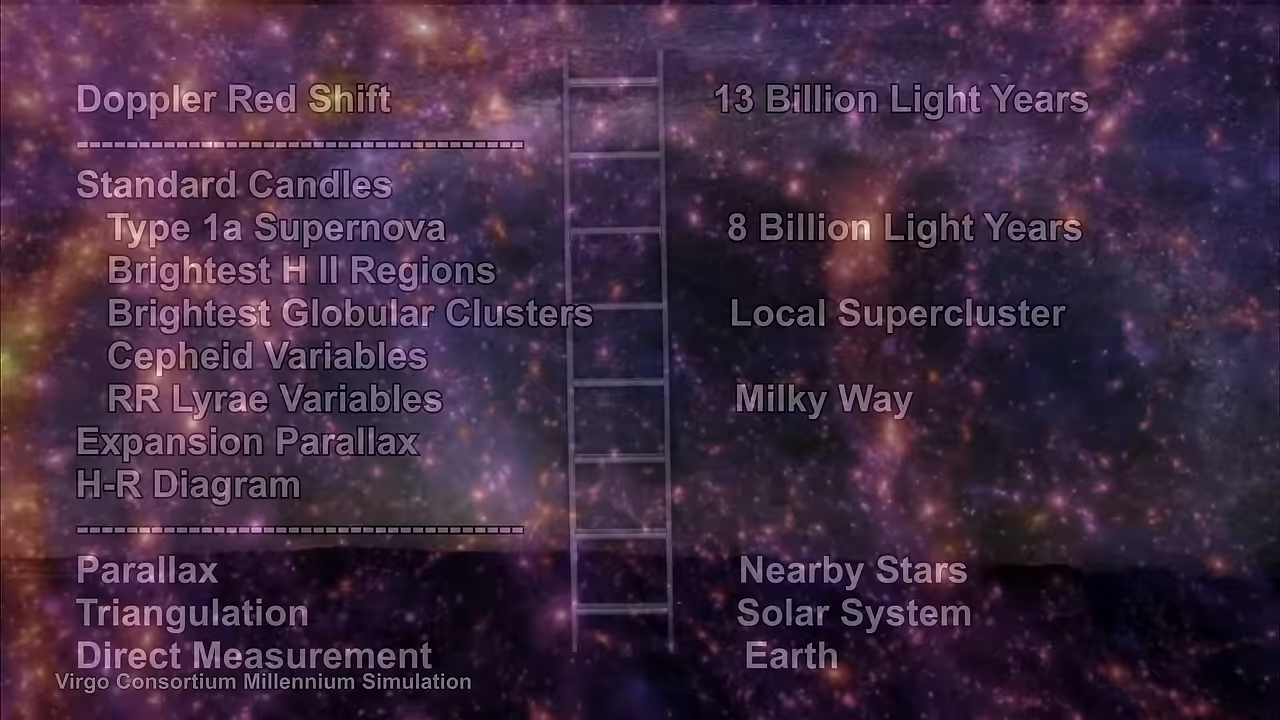 Doppler Red Shift 13 Billion Light Years
-------------------------------------
Standard Candles
Type 1a Supernova 8 Billion Light Years
Brightest H II Regions
Brightest Globular Clusters Local Supercluster
Cepheid Variables
RR Lyrae Variables Milky Way
Expansion Parallax
H-R Diagram
-------------------------------------
Parallax Nearby Stars
Triangulation Solar System
Direct Measurement Earth
Virgo Consortium Millennium Simulation